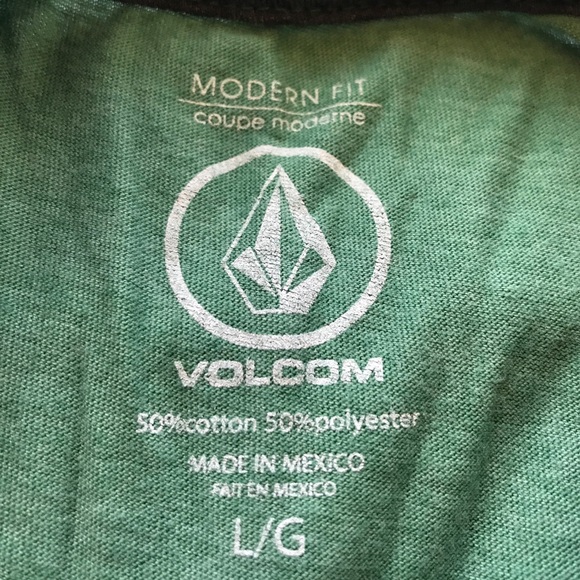 MODERN FIT
coupe moderne
VOLCOM
50%cotton 50%polyester
MADE IN MEXICO
FAIT EN MEXICO
L/G